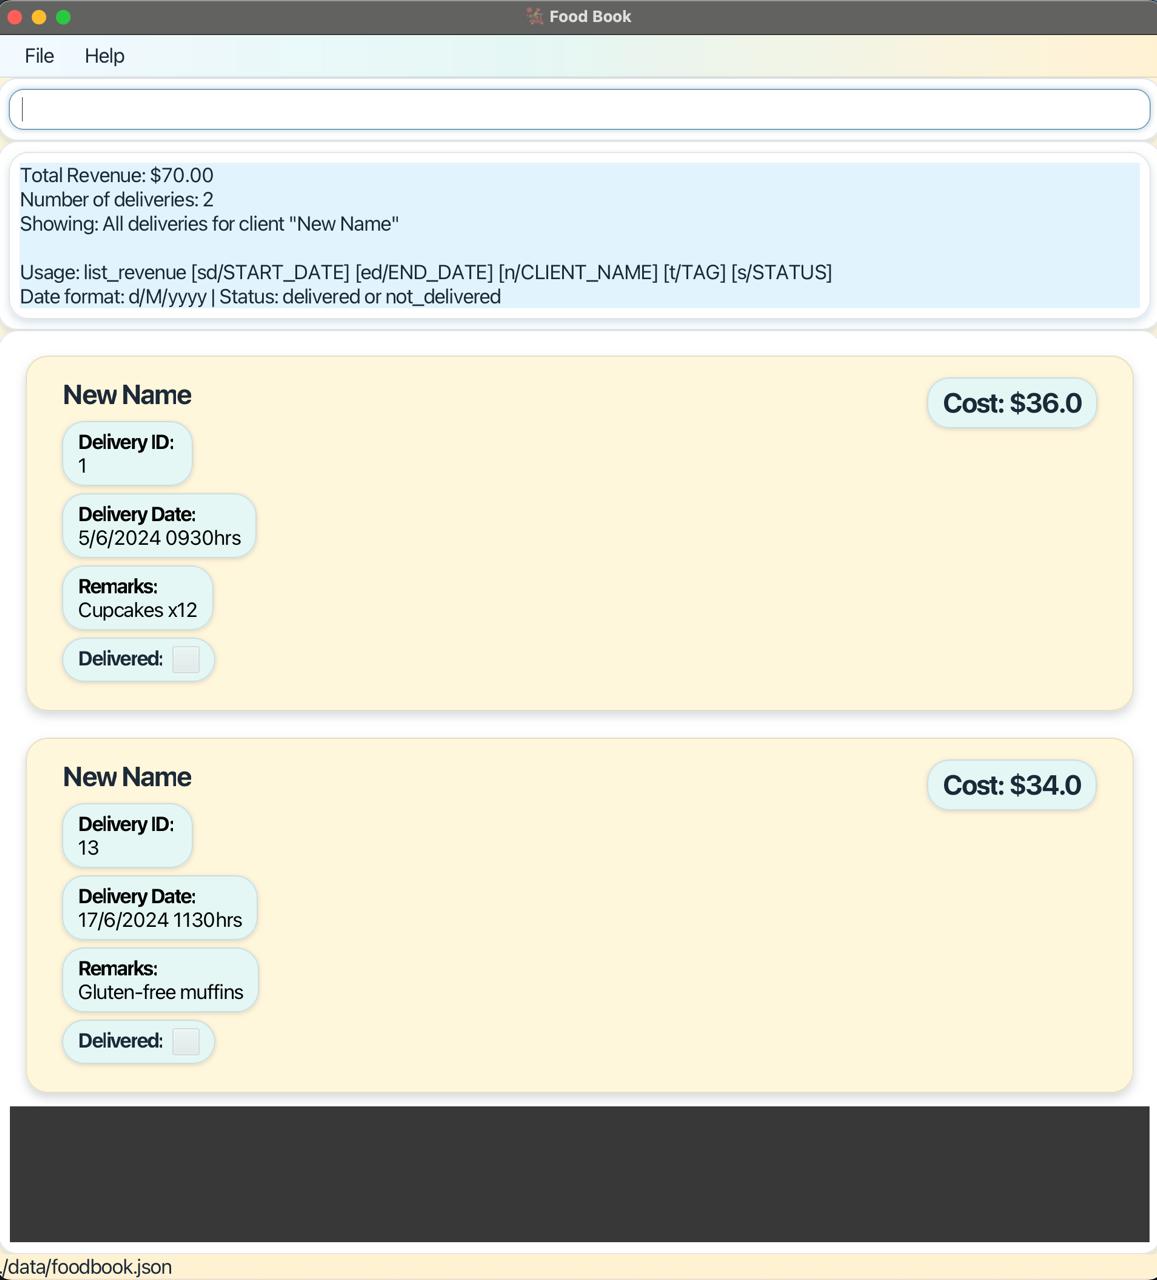 Food Book
File Help
Total Revenue: $70.00
Number of deliveries: 2
Showing: All deliveries for client "New Name"
Usage: list_revenue [sd/START_DATE] [ed/END_DATE] [n/CLIENT_NAME] [t/TAG] [s/STATUS]
Date format: d/M/yyyy | Status: delivered or not_delivered
New Name
Cost: $36.0
Delivery ID:
1
Delivery Date:
5/6/2024 0930hrs
Remarks:
Cupcakes x12
Delivered:
New Name
Cost: $34.0
Delivery ID:
13
Delivery Date:
17/6/2024 1130hrs
Remarks:
Gluten-free muffins
Delivered:
./data/foodbook.json